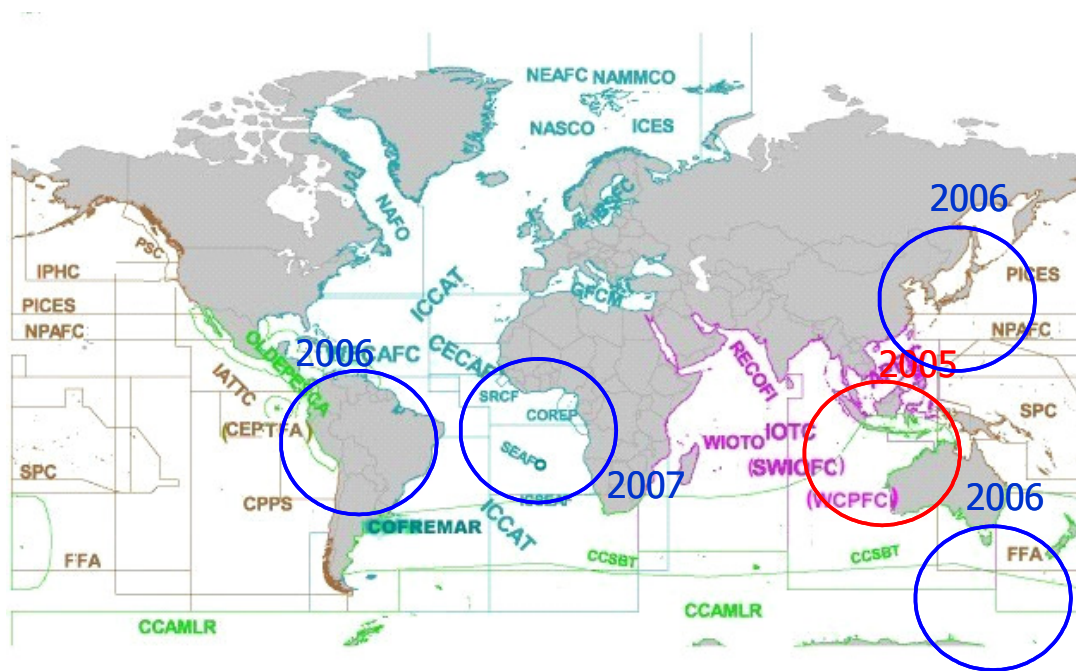 NEAFC NAMMCO
NASCO
ICES
NAFO
2006
PSC
IPHC
PICES
PICES
GFCM
ICCAT
NPAFC
NPAFC
CECAF
2006
RECOFI
2005
IATTC
SRCF
COREP
SPC
(CEPTFA)
WIOTO
IOTC
SEAFO
(SWIOFC)
SPC
2007
2006
CPPS
(WCPFC)
ICCAT
COFREMAR
FFA
CCSBT
CCSBT
FFA
CCAMLR
CCAMLR